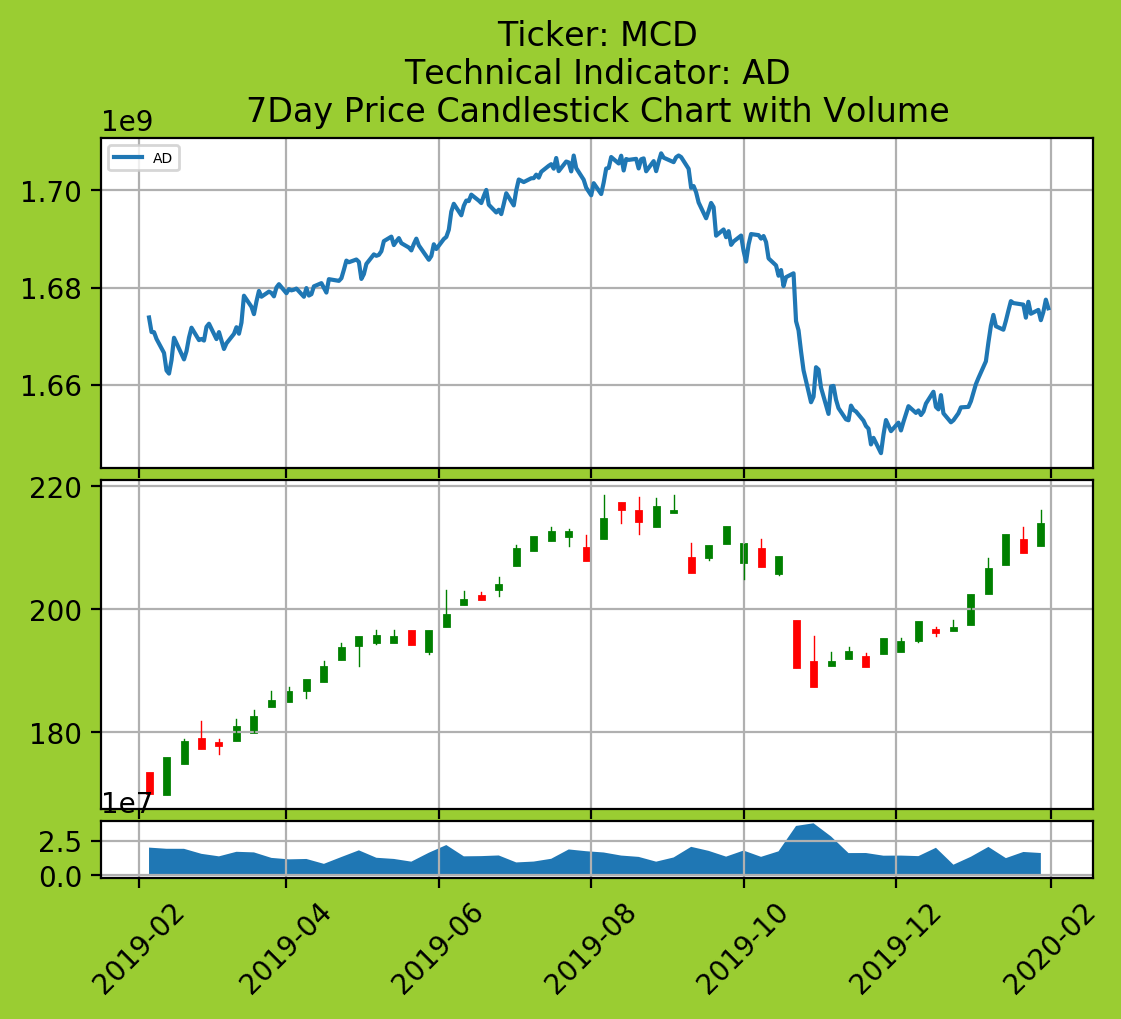 Ticker: MCD
Technical Indicator: AD
7Day Price Candlestick Chart with Volume
1e9
AD
1.70
1.68
1.66
220
200
180
1e7
2.5
0.0
2019-02
2019-04
2019-06
2019-08
2019-10
2019-12
2020-02